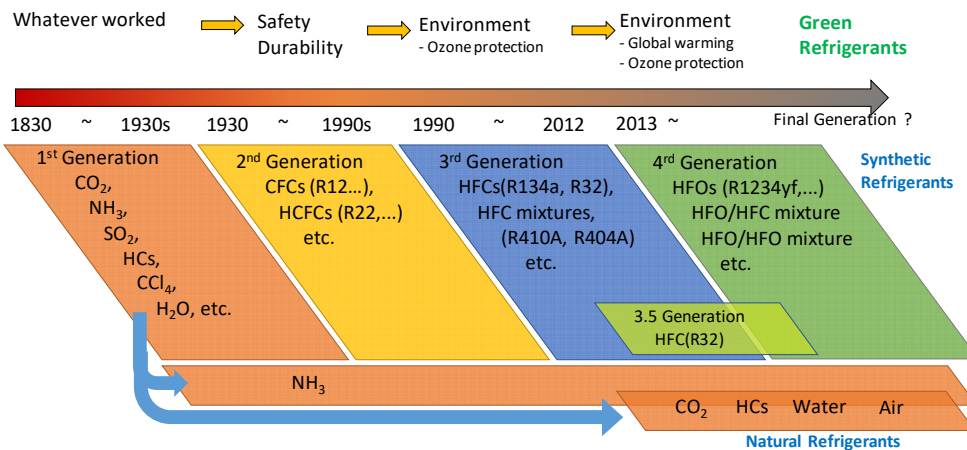 Whatever worked
Safety
Durability
Environment
- Ozone protection
Environment
- Global warming
- Ozone protection
Green
Refrigerants
1830 ~ 1930s 1930 ~ 1990s 1990 ~ 2012 2013 ~ Final Generation ?
1st Generation
CO2,
NH3,
SO2,
HCs,
CCl4,
H2O, etc.
2nd Generation
CFCs (R12...),
HCFCs (R22,...)
etc.
3rd Generation
HFCs(R134a, R32),
HFC mixtures,
(R410A, R404A)
etc.
4rd Generation
HFOs (R1234yf,...)
HFO/HFC mixture
HFO/HFO mixture
etc.
Synthetic
Refrigerants
3.5 Generation
HFC(R32)
NH3
CO2 HCs Water Air
Natural Refrigerants